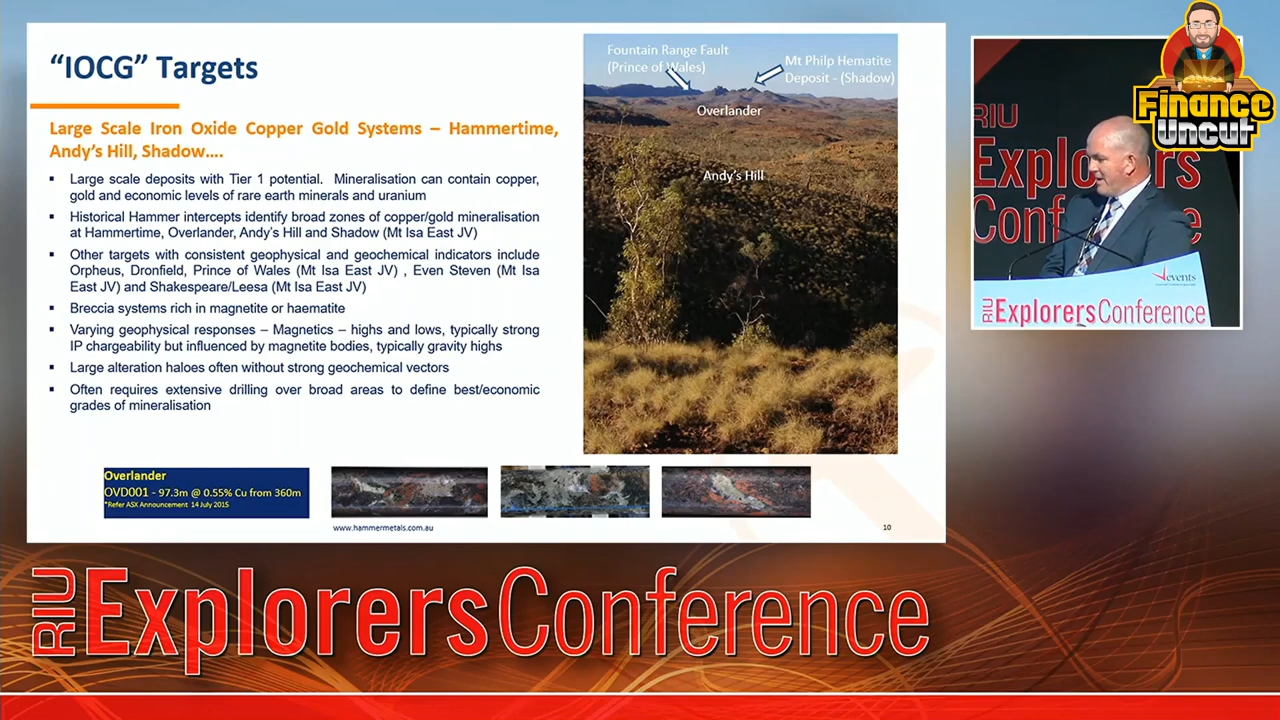 "IOCG" Targets
Large Scale Iron Oxide Copper Gold Systems – Hammertime,
Andy's Hill, Shadow....
▪ Large scale deposits with Tier 1 potential. Mineralisation can contain copper,
gold and economic levels of rare earth minerals and uranium
▪ Historical Hammer intercepts identify broad zones of copper/gold mineralisation
at Hammertime, Overlander, Andy's Hill and Shadow (Mt Isa East JV)
▪ Other targets with consistent geophysical and geochemical indicators include
Orpheus, Dronfield, Prince of Wales (Mt Isa East JV) , Even Steven (Mt Isa
East JV) and Shakespeare/Leesa (Mt Isa East JV)
▪ Breccia systems rich in magnetite or haematite
▪ Varying geophysical responses – Magnetics – highs and lows, typically strong
IP chargeability but influenced by magnetite bodies, typically gravity highs
▪ Large alteration haloes often without strong geochemical vectors
▪ Often requires extensive drilling over broad areas to define best/economic
grades of mineralisation
Fountain Range Fault
(Prince of Wales)
Mt Philp Hematite
Deposit - (Shadow)
Overlander
Andy's Hill
Overlander
OVD001 - 97.3m @ 0.55% Cu from 360m
*Refer ASX Announcement 14 July 2015
www.hammermetals.com.au
10
Finance
Uncut
RIU
Explorers
Conf
e
events
RIU ExplorersConference
RIU ExplorersConference